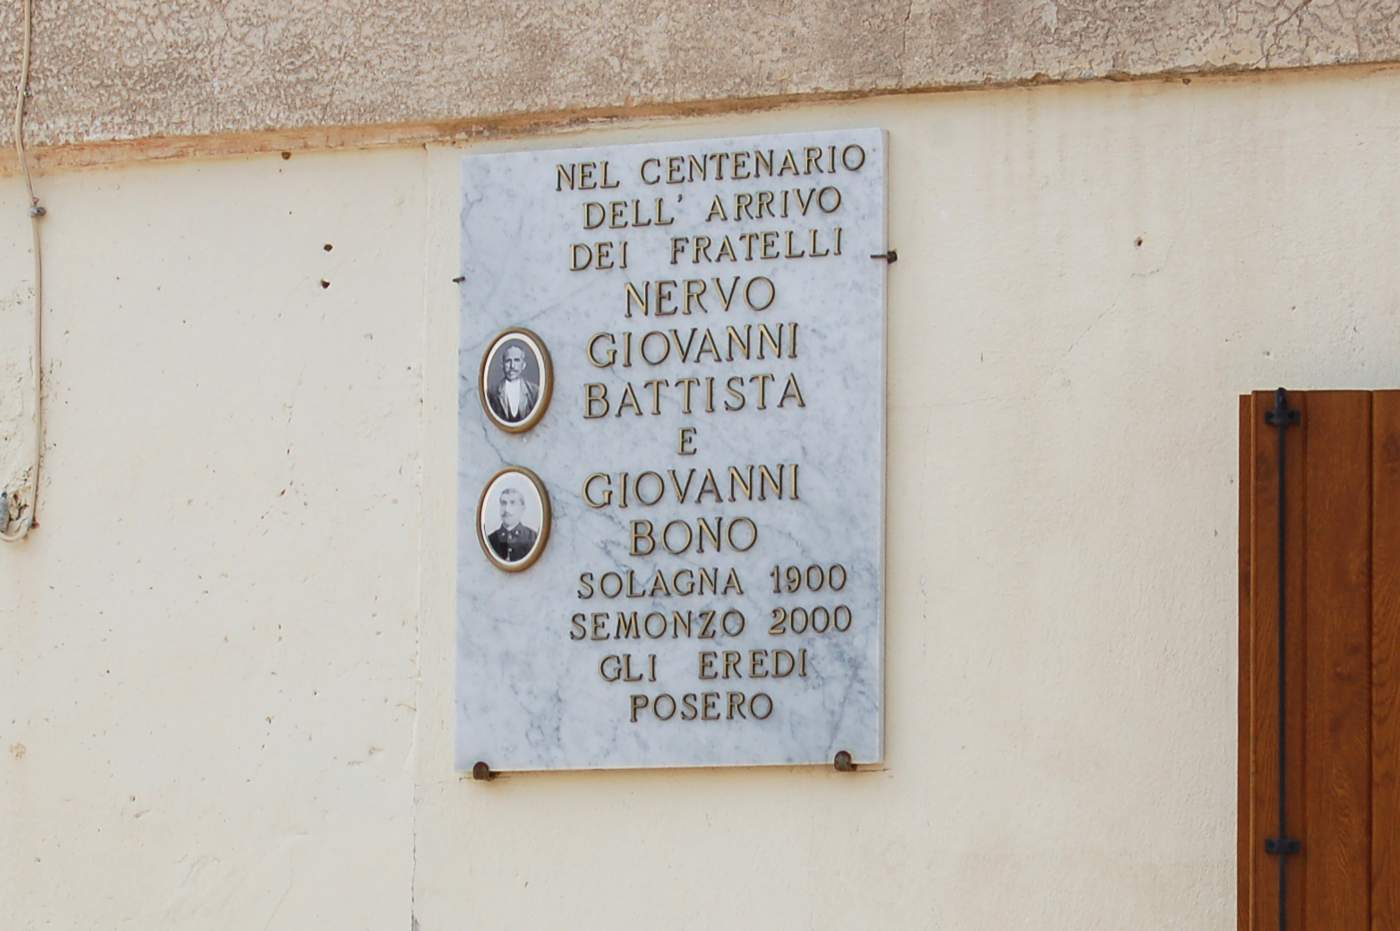 NEL CENTENARIO
DELL' ARRIVO
DEI FRATELLI
NERVO
GIOVANNI
BATTISTA
E
GIOVANNI
BONO
SOLAGNA 1900
SEMONZO 2000
GLI EREDI
POSERO